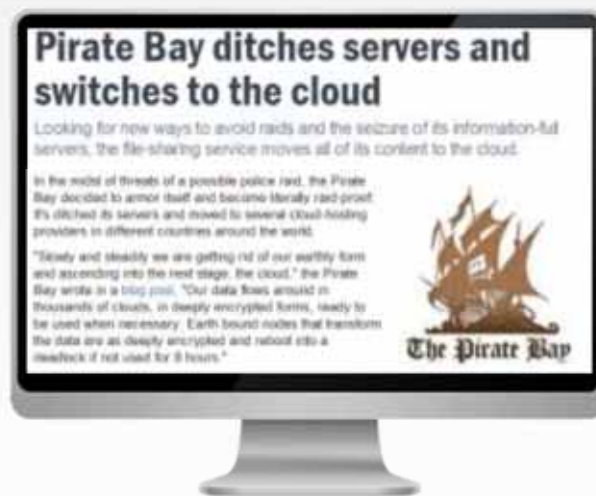 Pirate Bay ditches servers and
switches to the cloud
Looking for new ways to avoid raids and the seizure of its information-full
servers, the file-sharing service moves all of its content to the cloud.
In the midst of threats of a possible police raid, the Pirate
Bay decided to armor itself and become literally raid-proof.
It's ditched its servers and moved to several cloud-hosting
providers in different countries around the world.
"Slowly and steadily we are getting rid of our earthly form
and ascending into the next stage, the cloud," the Pirate
Bay wrote in a blog post. "Our data flows around in
thousands of clouds, in deeply encrypted forms, ready to
be used when necessary. Earth bound nodes that transform
the data are as deeply encrypted and reboot into a
deadlock if not used for 8 hours."
The Pirate Bay